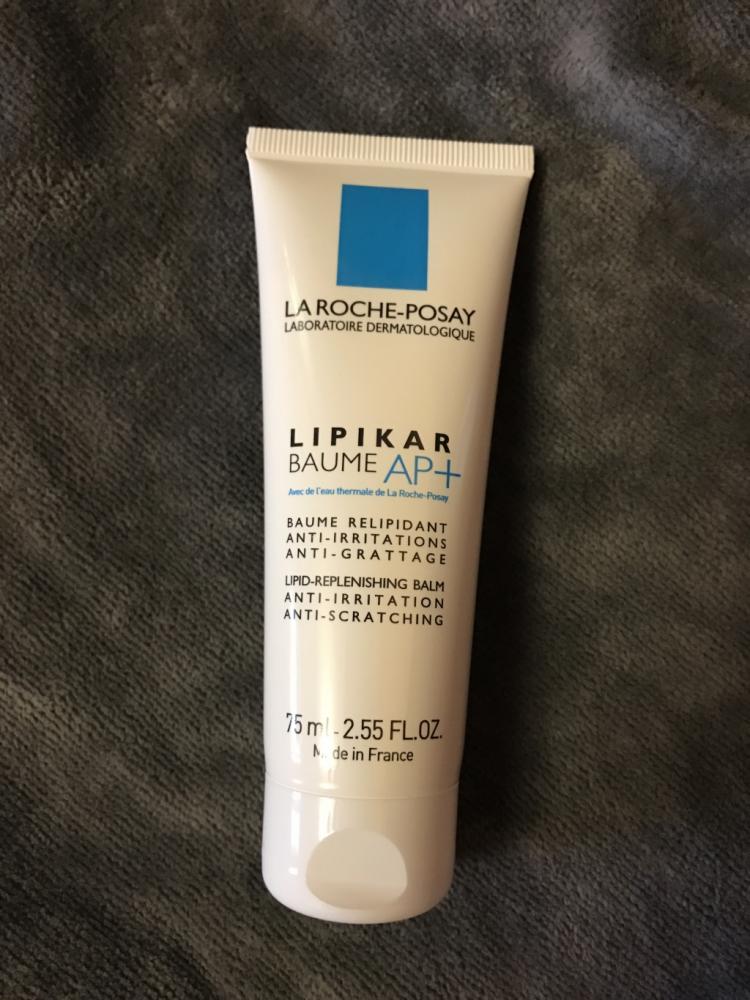 LA ROCHE-POSAY
LABORATOIRE DERMATOLOGIQUE
LIPIKAR
BAUME AP+
Avec de l'eau thermale de La Roche-Posay
BAUME RELIPIDANT
ANTI-IRRITATIONS
ANTI-GRATTAGE
LIPID-REPLENISHING BALM
ANTI-IRRITATION
ANTI-SCRATCHING
75 ml - 2.55 FL.OZ.
Made in France